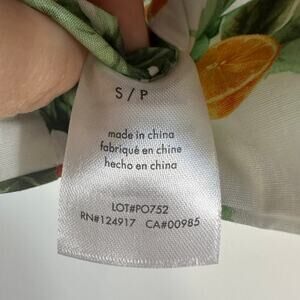 S / P
made in china
fabriqué en chine
hecho en china
LOT#PO752
RN#124917 CA#00985